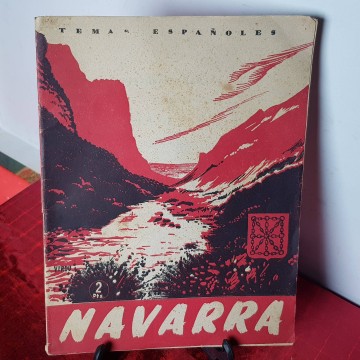 TEMAS ESPAÑOLES
2
Pts
NAVARRA